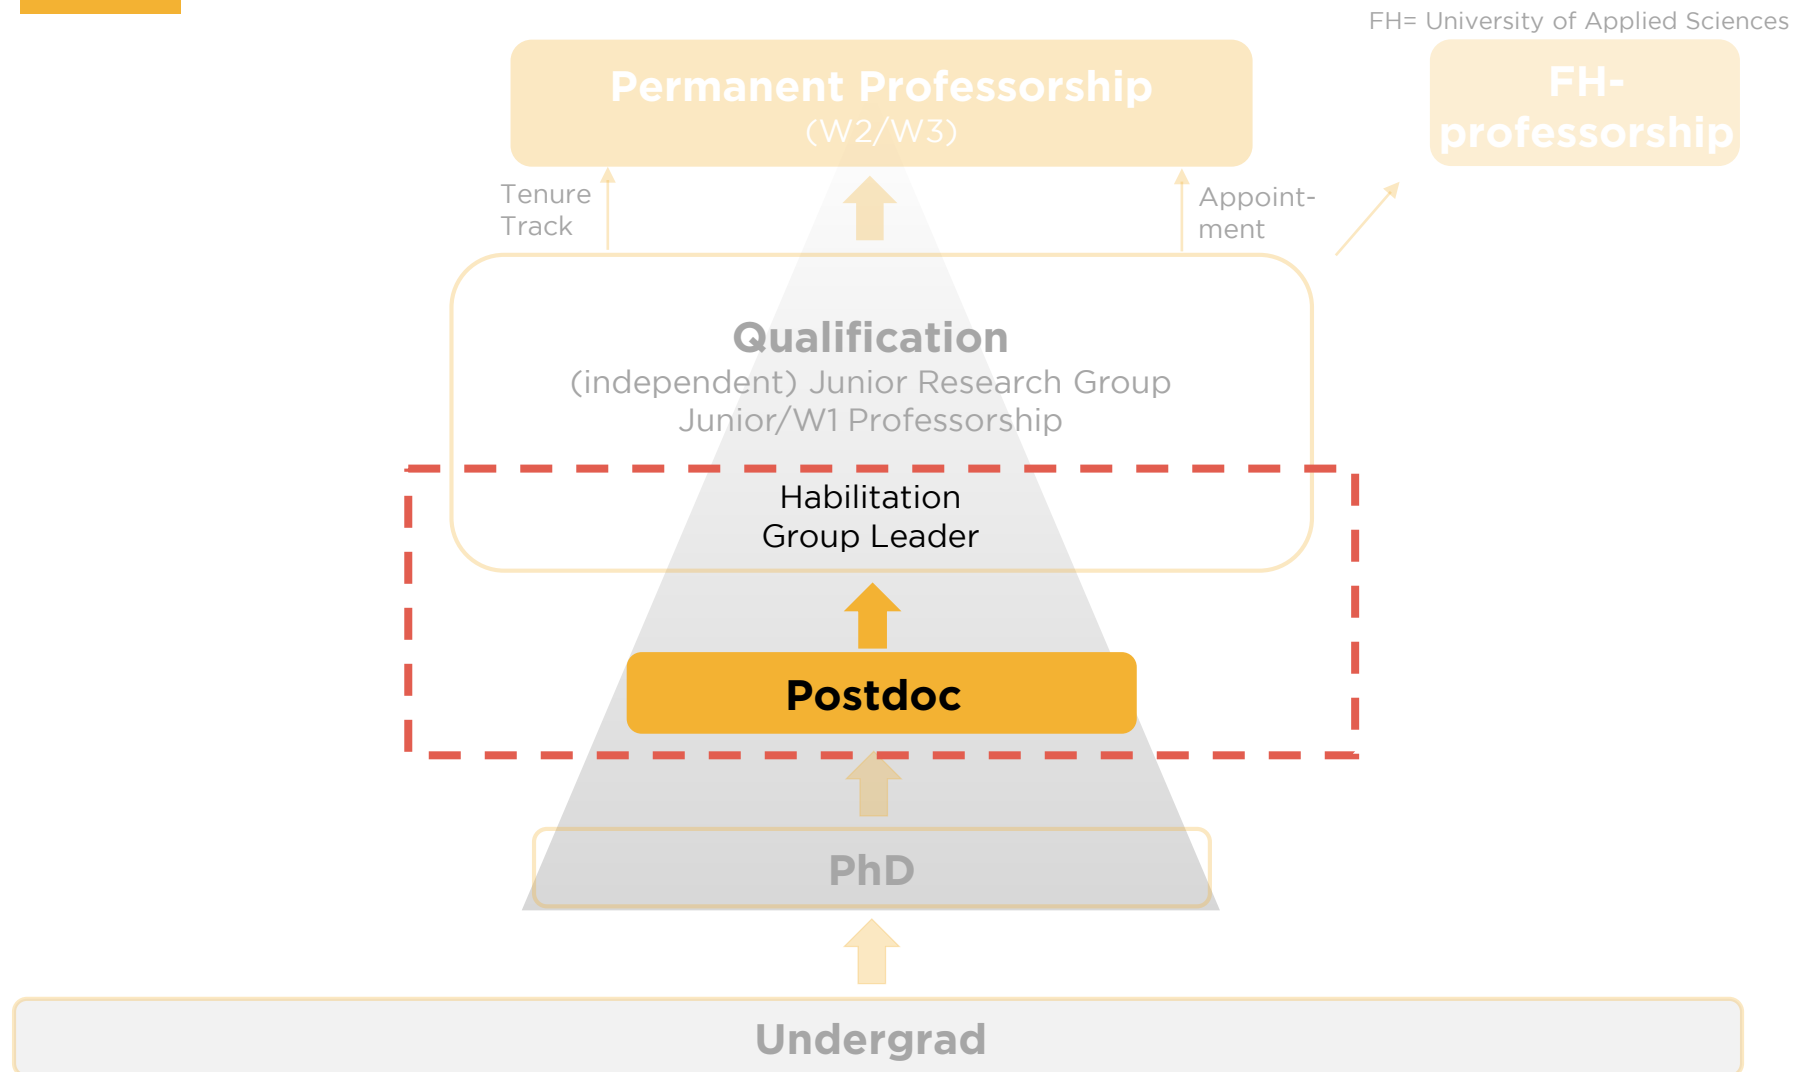 FH= University of Applied Sciences
Permanent Professorship
(W2/W3)
FH-
professorship
Tenure
Track
Appoint-
ment
Qualification
(independent) Junior Research Group
Junior/W1 Professorship
Habilitation
Group Leader
Postdoc
PhD
Undergrad